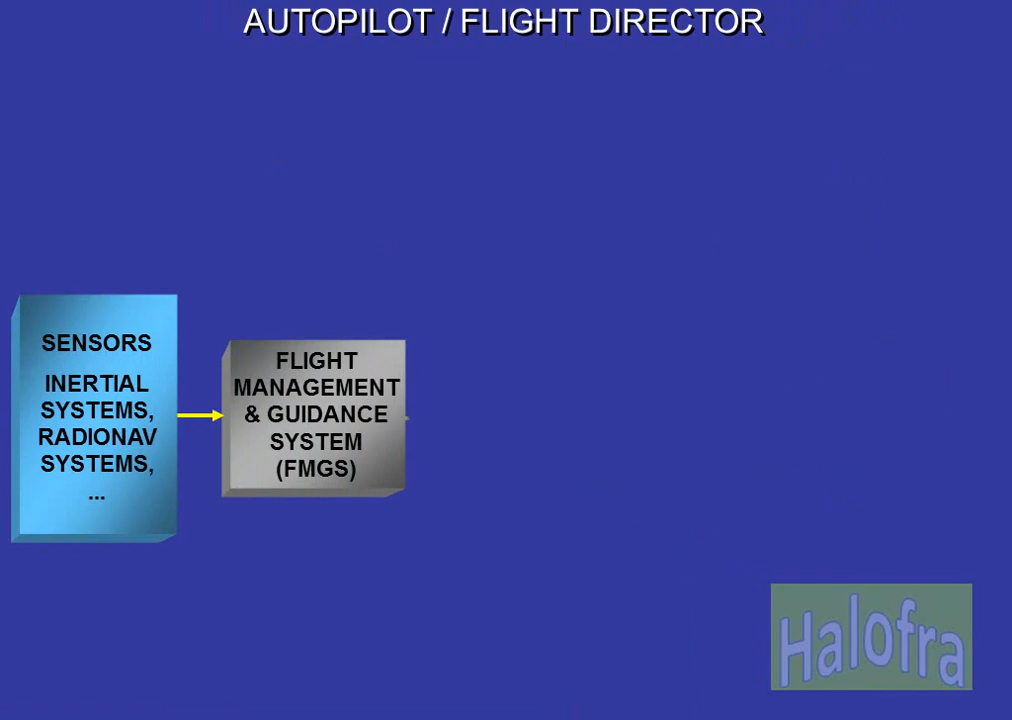 AUTOPILOT / FLIGHT DIRECTOR
SENSORS
INERTIAL
SYSTEMS,
RADIONAV
SYSTEMS,
...
FLIGHT
MANAGEMENT
& GUIDANCE
SYSTEM
(FMGS)
Halofra